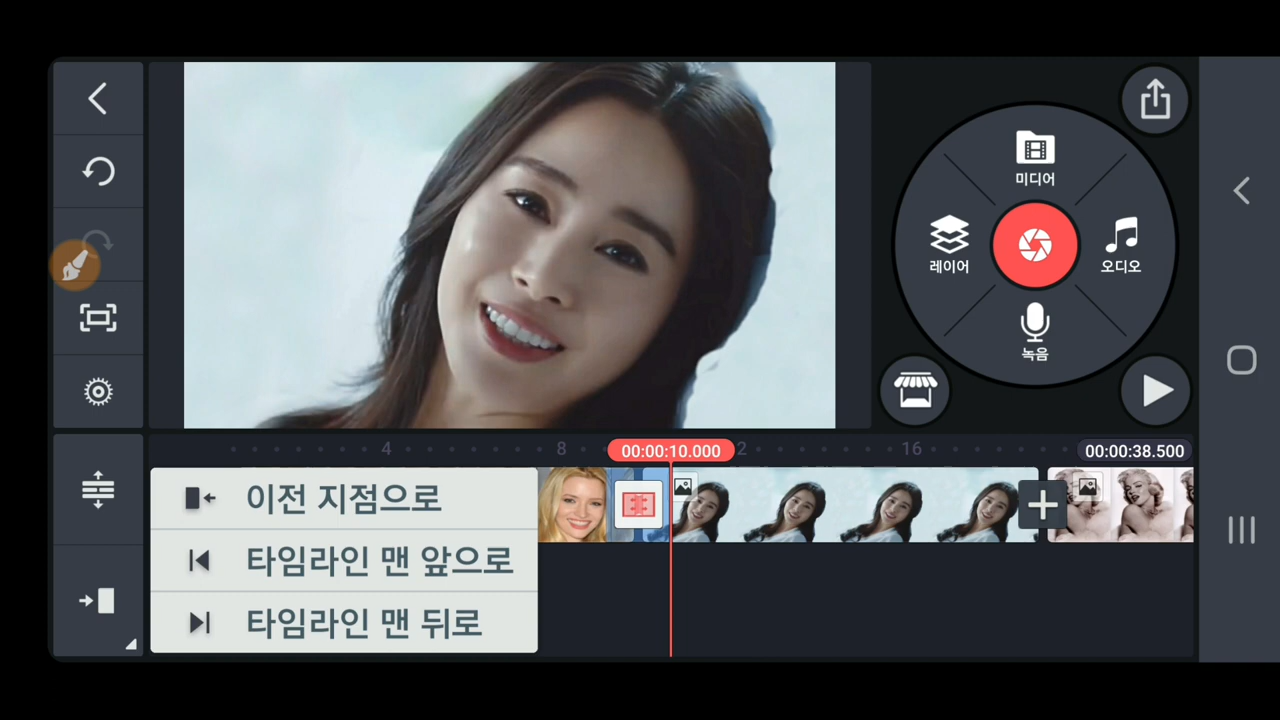 미디어
레이어
오디오
녹음
4
8
00:00:10.000
2
16
00:00:38.500
이전 지점으로
타임라인 맨 앞으로
타임라인 맨 뒤로